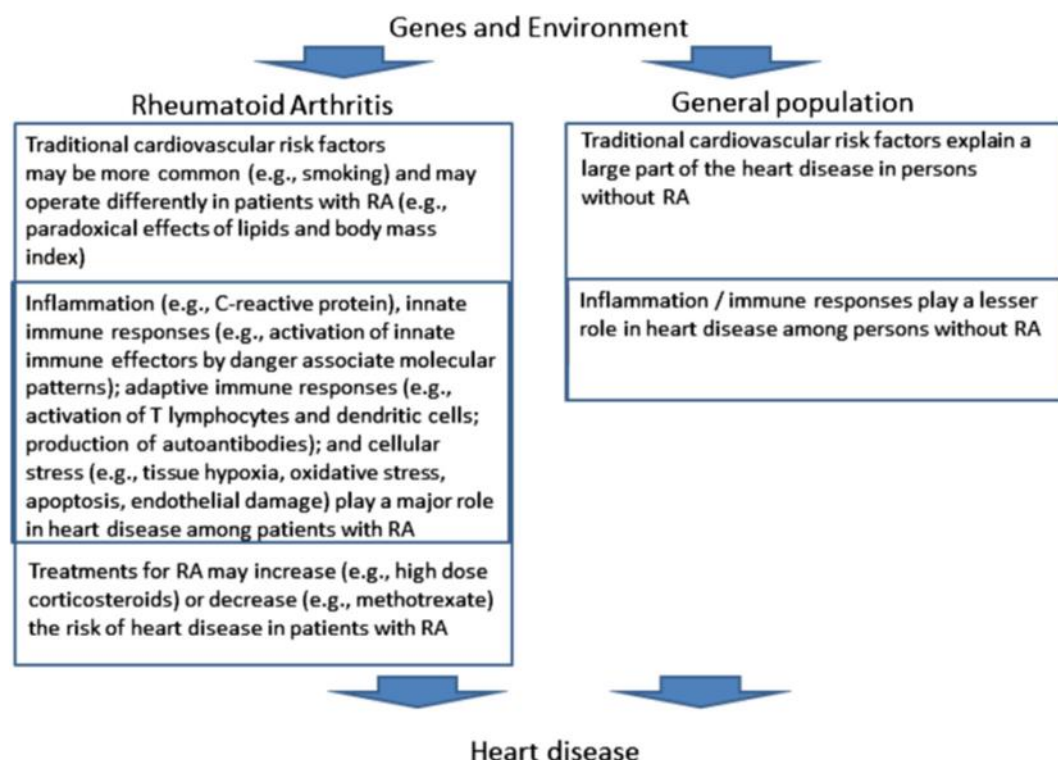 Genes and Environment
Rheumatoid Arthritis
Traditional cardiovascular risk factors
may be more common (e.g., smoking) and may
operate differently in patients with RA (e.g.,
paradoxical effects of lipids and body mass
index)
Inflammation (e.g., C-reactive protein), innate
immune responses (e.g., activation of innate
immune effectors by danger associate molecular
patterns); adaptive immune responses (e.g.,
activation of T lymphocytes and dendritic cells;
production of autoantibodies); and cellular
stress (e.g., tissue hypoxia, oxidative stress,
apoptosis, endothelial damage) play a major role
in heart disease among patients with RA
Treatments for RA may increase (e.g., high dose
corticosteroids) or decrease (e.g., methotrexate)
the risk of heart disease in patients with RA
General population
Traditional cardiovascular risk factors explain a
large part of the heart disease in persons
without RA
Inflammation / immune responses play a lesser
role in heart disease among persons without RA
Heart disease